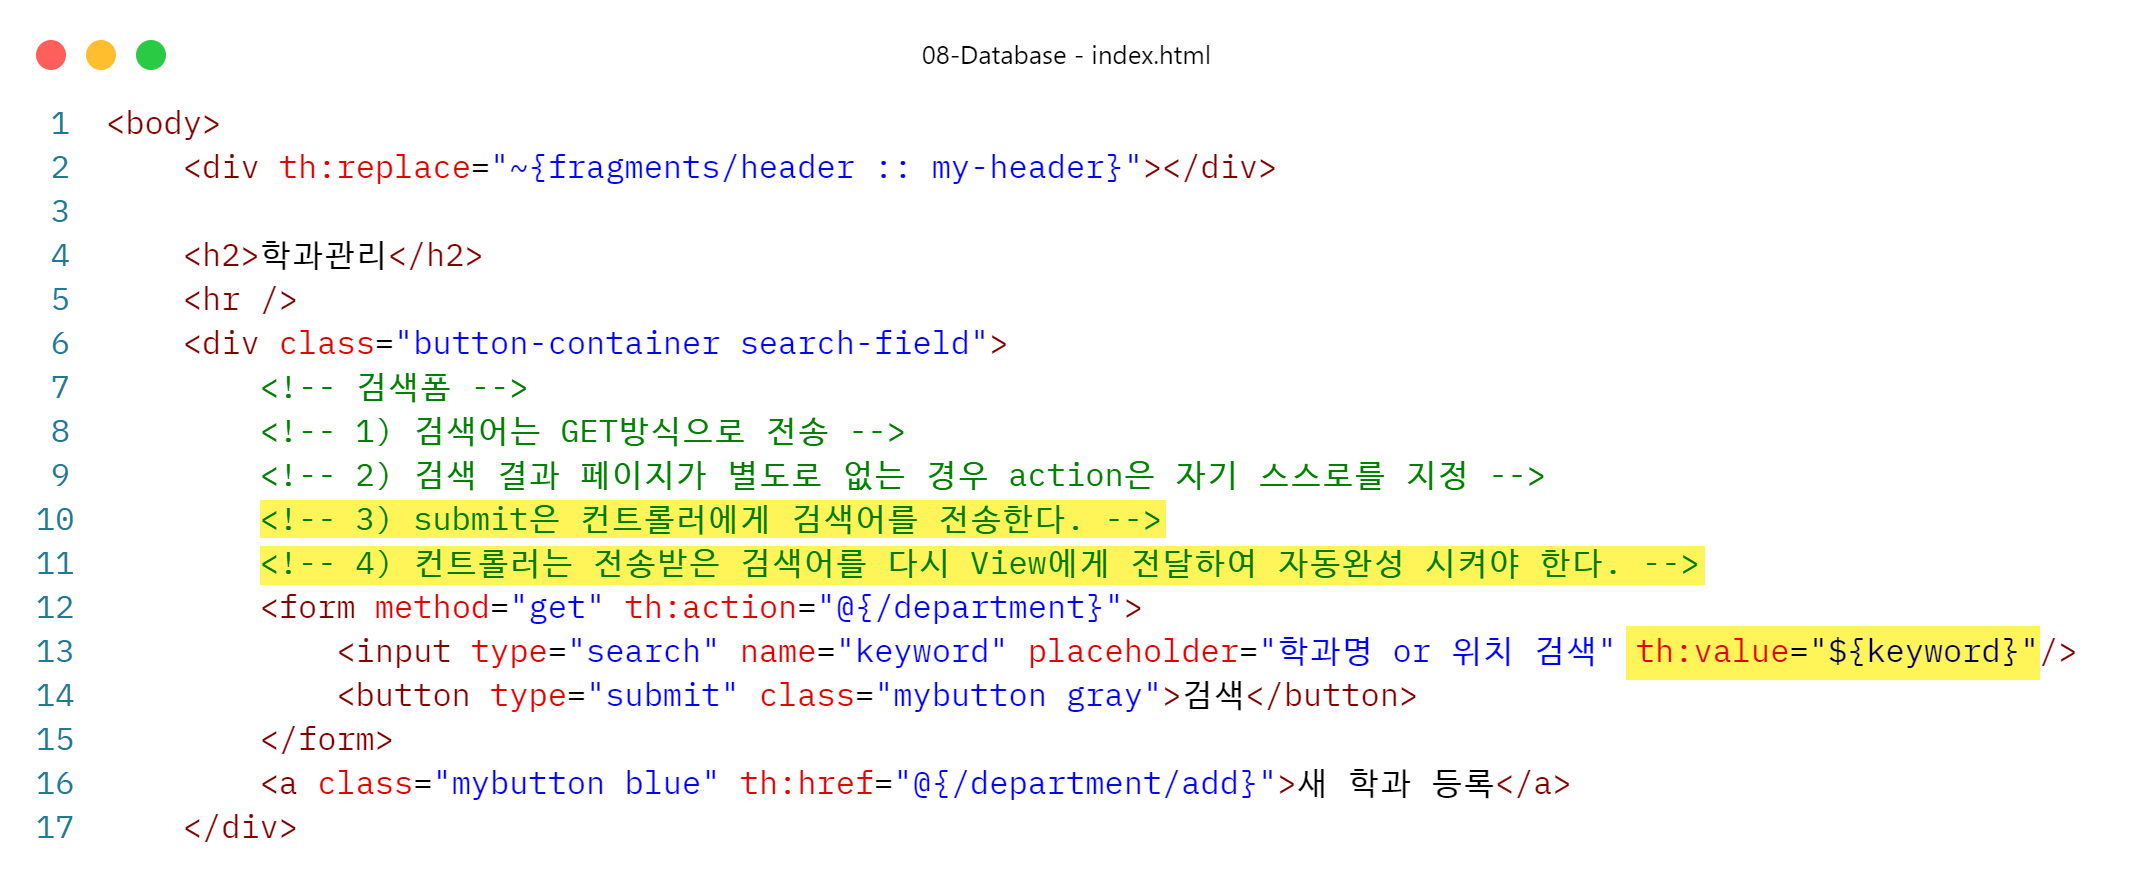 08-Database - index.html
1 <body>
2 <div th:replace="~{fragments/header :: my-header}"></div>
3
4 <h2>학과관리</h2>
5 <hr />
6 <div class="button-container search-field">
7 <!-- 검색폼 -->
8 <!-- 1) 검색어는 GET방식으로 전송 -->
9 <!-- 2) 검색 결과 페이지가 별도로 없는 경우 action은 자기 스스로를 지정 -->
10 <!-- 3) submit은 컨트롤러에게 검색어를 전송한다. -->
11 <!-- 4) 컨트롤러는 전송받은 검색어를 다시 View에게 전달하여 자동완성 시켜야 한다. -->
12 <form method="get" th:action="@{/department}">
13 <input type="search" name="keyword" placeholder="학과명 or 위치 검색" th:value="${keyword}"/>
14 <button type="submit" class="mybutton gray">검색</button>
15 </form>
16 <a class="mybutton blue" th:href="@{/department/add}">새 학과 등록</a>
17 </div>